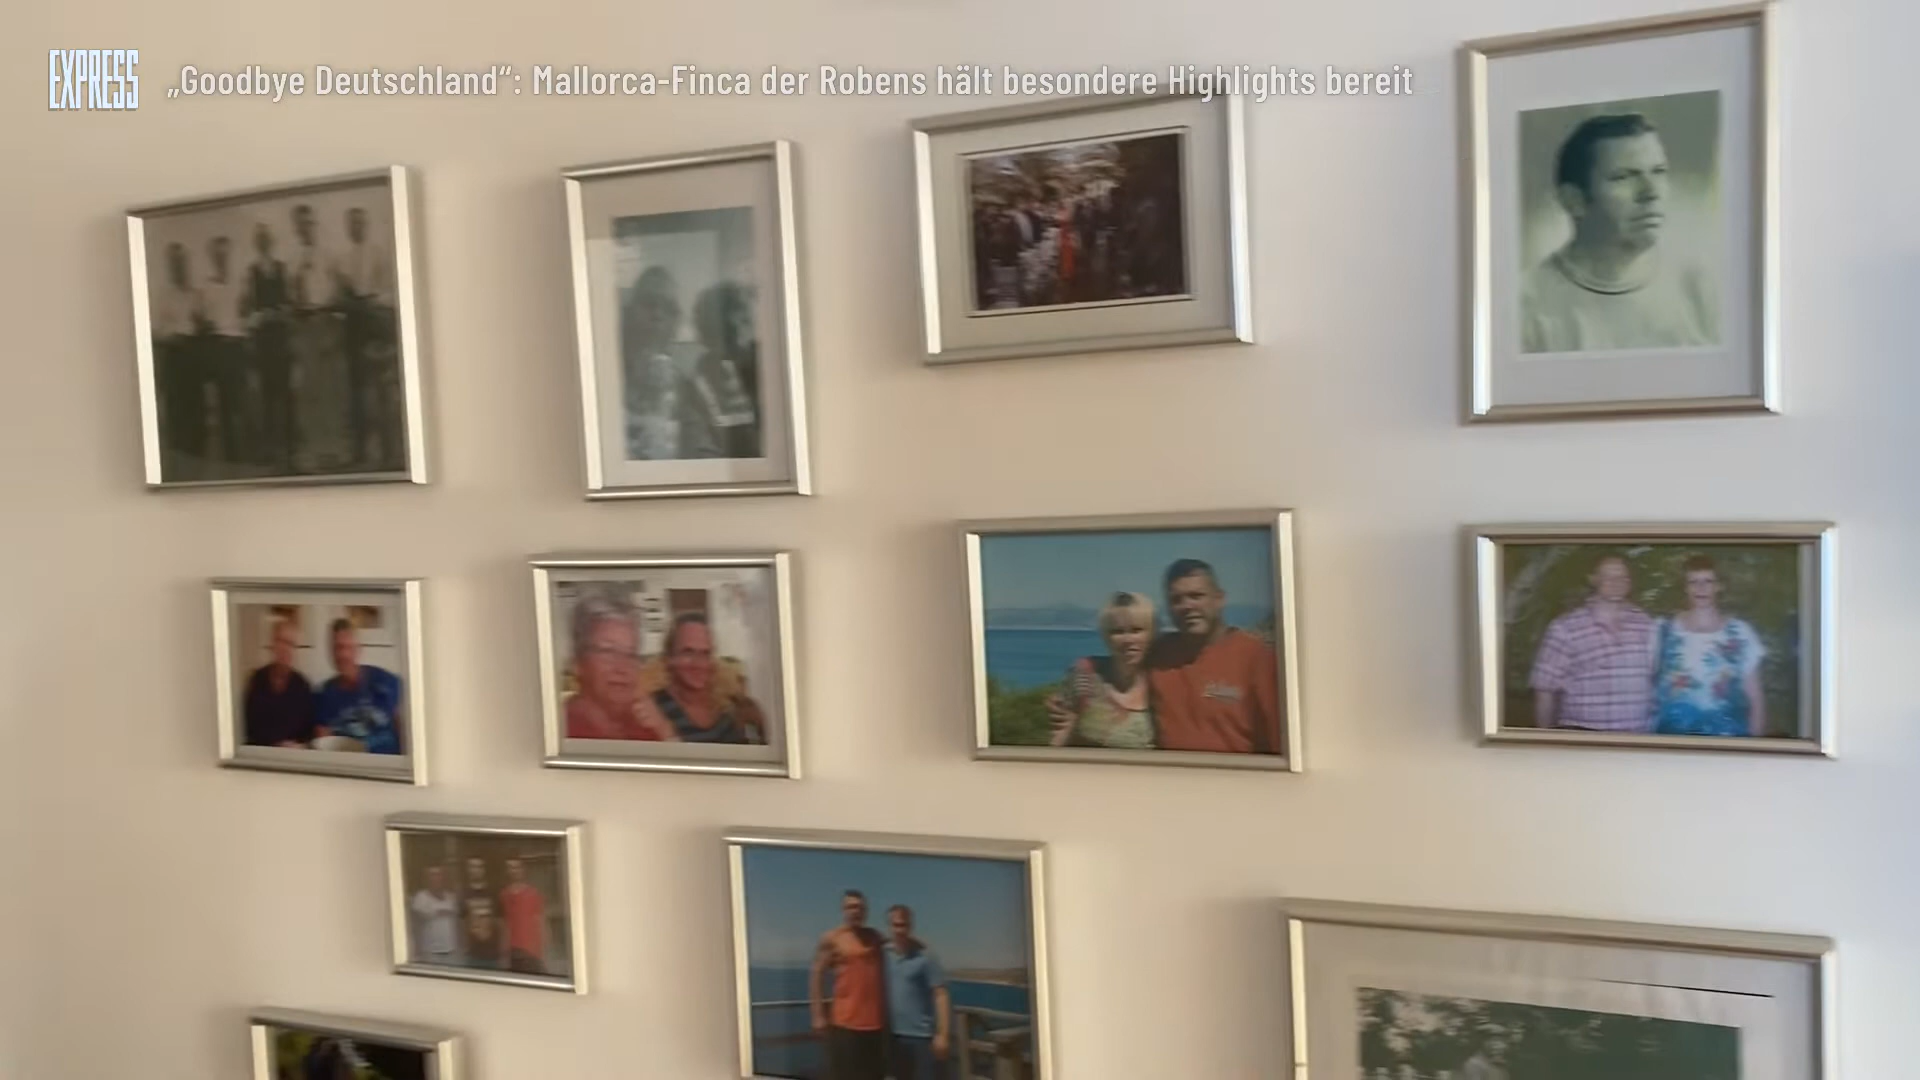 EXPRESS „Goodbye Deutschland“: Mallorca-Finca der Robens hält besondere Highlights bereit